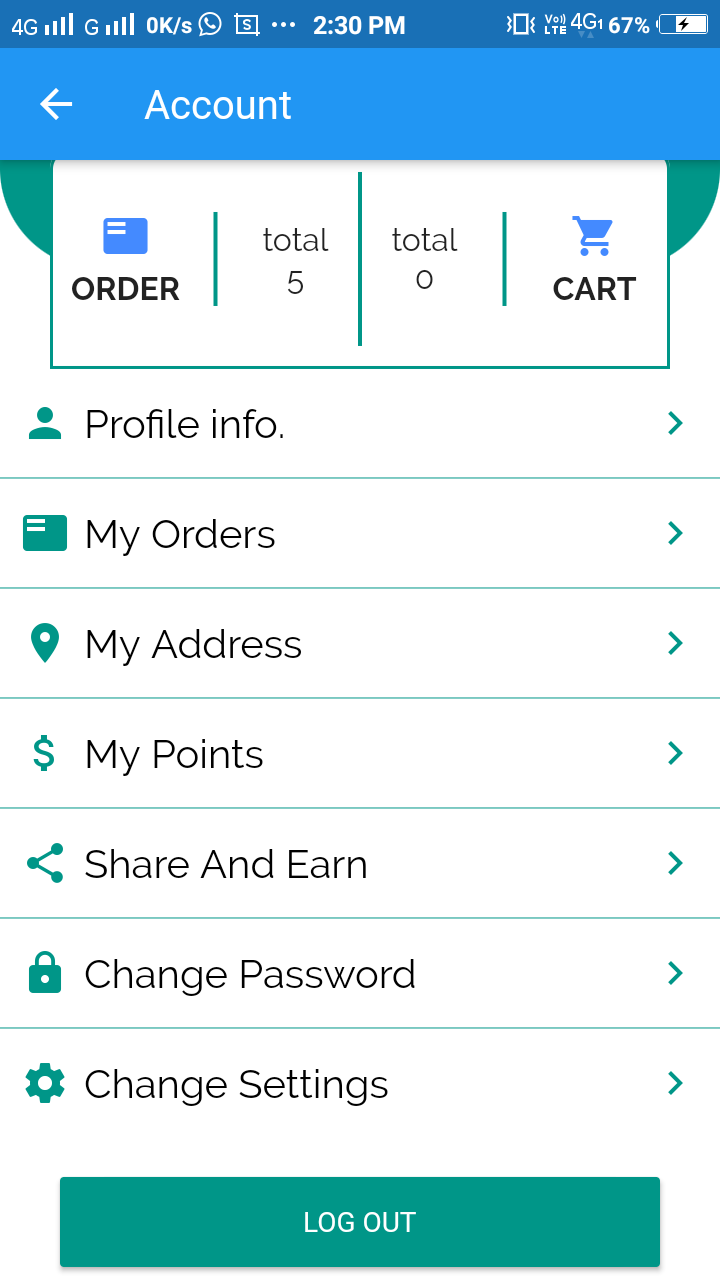 4G G 0K/s S ... 2:30 PM Vo)) LTE 4G1 67%
Account
ORDER
total
5
total
0
CART
Profile info.
My Orders
My Address
$ My Points
Share And Earn
Change Password
Change Settings
LOG OUT